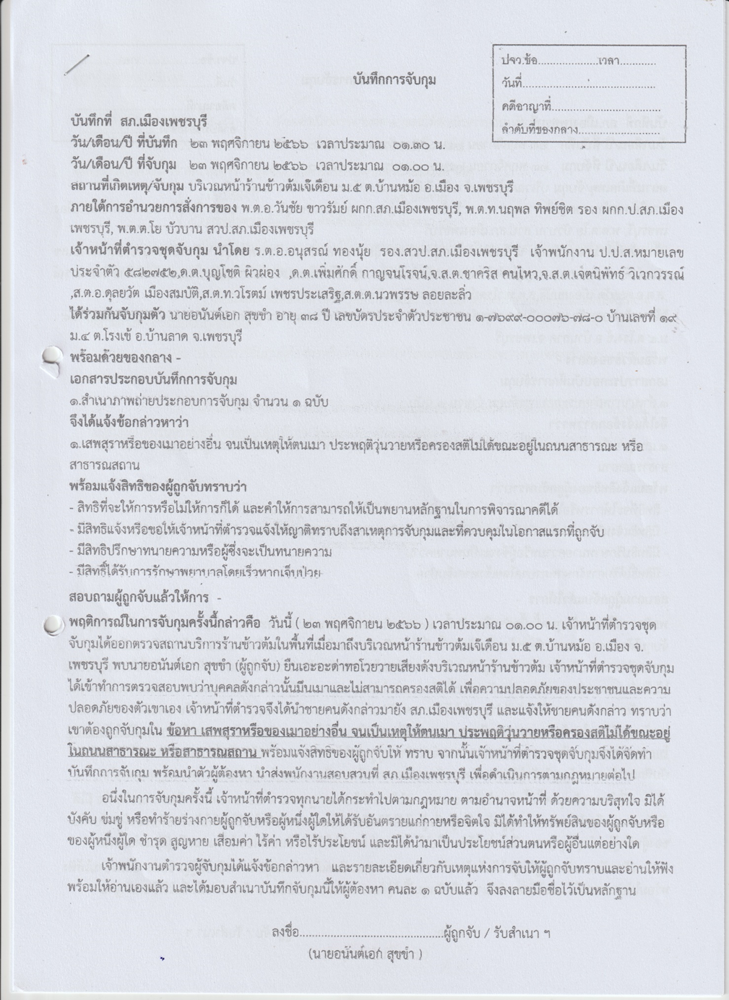 ปจว.ข้อ....................เวลา............
บันทึกการจับกุม
วันที่............................................
คดีอาญาที่....................................
ลำดับที่ของกลาง...........................
บันทึกที่ สภ.เมืองเพชรบุรี
วัน/เดือน/ปี ที่บันทึก ๒๓ พฤศจิกายน ๒๕๖๖ เวลาประมาณ ๐๑.๓๐ น.
วัน/เดือน/ปี ที่จับกุม ๒๓ พฤศจิกายน ๒๕๖๖ เวลาประมาณ ๐๑.๐๐ น.
สถานที่เกิดเหตุ/จับกุม บริเวณหน้าร้านข้าวต้มเจ๊เดือน ม.๕ ต.บ้านหม้อ อ.เมือง จ.เพชรบุรี
ภายใต้การอำนวยการสั่งการของ พ.ต.อ.วันชัย ขาวรัมย์ ผกก.สภ.เมืองเพชรบุรี, พ.ต.ท.นฤพล ทิพย์ชิต รอง ผกก.ป.สภ.เมือง
เพชรบุรี, พ.ต.ต.โย บัวบาน สวป.สภ.เมืองเพชรบุรี
เจ้าหน้าที่ตำรวจชุดจับกุม นำโดย ร.ต.อ.อนุสรณ์ ทองนุ้ย รอง.สวป.สภ.เมืองเพชรบุรี เจ้าพนักงาน ป.ป.ส.หมายเลข
ประจำตัว ๕๘๒๗๕๒,ด.ต.บุญโชติ ผิวผ่อง ,ด.ต.เพิ่มศักดิ์ กาญจนโรจน์,จ.ส.ต.ชาคริส คนไหว,จ.ส.ต.เจตนิพัทธ์ วิเวกวรรณ์
,ส.ต.อ.ดุลยวัต เมืองสมบัติ,ส.ต.ท.วโรตม์ เพชรประเสริฐ,ส.ต.ต.นวพรรษ ลอยละลิ่ว
ได้ร่วมกันจับกุมตัว นายอนันต์เอก สุขขำ อายุ ๓๘ ปี เลขบัตรประจำตัวประชาชน ๑-๗๖๙๙-๐๐๐๗๖-๗๘-๐ บ้านเลขที่ ๑๙
ม.๔ ต.โรงเข้ อ.บ้านลาด จ.เพชรบุรี
พร้อมด้วยของกลาง -
เอกสารประกอบบันทึกการจับกุม
๑.สำเนาภาพถ่ายประกอบการจับกุม จำนวน ๑ ฉบับ
จึงได้แจ้งข้อกล่าวหาว่า
๑.เสพสุราหรือของเมาอย่างอื่น จนเป็นเหตุให้ตนเมา ประพฤติวุ่นวายหรือครองสติไม่ได้ขณะอยู่ในถนนสาธารณะ หรือ
สาธารณสถาน
พร้อมแจ้งสิทธิของผู้ถูกจับทราบว่า
- สิทธิที่จะให้การหรือไม่ให้การก็ได้ และคำให้การสามารถให้เป็นพยานหลักฐานในการพิจารณาคดีได้
- มีสิทธิแจ้งหรือขอให้เจ้าหน้าที่ตำรวจแจ้งให้ญาติทราบถึงสาเหตุการจับกุมและที่ควบคุมในโอกาสแรกที่ถูกจับ
- มีสิทธิปรึกษาทนายความหรือผู้ซึ่งจะเป็นทนายความ
- มีสิทธิ์ได้รับการรักษาพยาบาลโดยเร็วหากเจ็บป่วย
สอบถามผู้ถูกจับแล้วให้การ -
พฤติการณ์ในการจับกุมครั้งนี้กล่าวคือ วันนี้ ( ๒๓ พฤศจิกายน ๒๕๖๖ ) เวลาประมาณ ๐๑.๐๐ น. เจ้าหน้าที่ตำรวจชุด
จับกุมได้ออกตรวจสถานบริการร้านข้าวต้มในพื้นที่เมื่อมาถึงบริเวณหน้าร้านข้าวต้มเจ๊เดือน ม.๕ ต.บ้านหม้อ อ.เมือง จ.
เพชรบุรี พบนายอนันต์เอก สุขขำ (ผู้ถูกจับ) ยืนเอะอะด่าทอโวยวายเสียงดังบริเวณหน้าร้านข้าวต้ม เจ้าหน้าที่ตำรวจชุดจับกุม
ได้เข้าทำการตรวจสอบพบว่าบุคคลดังกล่าวนั้นมึนเมาและไม่สามารถครองสติได้ เพื่อความปลอดภัยของประชาชนและความ
ปลอดภัยของตัวเขาเอง เจ้าหน้าที่ตำรวจจึงได้นำชายคนดังกล่าวมายัง สภ.เมืองเพชรบุรี และแจ้งให้ชายคนดังกล่าว ทราบว่า
เขาต้องถูกจับกุมใน ข้อหา เสพสุราหรือของเมาอย่างอื่น จนเป็นเหตุให้ตนเมา ประพฤติวุ่นวายหรือครองสติไม่ได้ขณะอยู่
ในถนนสาธารณะ หรือสาธารณสถาน พร้อมแจ้งสิทธิของผู้ถูกจับให้ ทราบ จากนั้นเจ้าหน้าที่ตำรวจชุดจับกุมจึงได้จัดทำ
บันทึกการจับกุม พร้อมนำตัวผู้ต้องหา นำส่งพนักงานสอบสวนที่ สภ.เมืองเพชรบุรี เพื่อดำเนินการตามกฎหมายต่อไป
อนึ่งในการจับกุมครั้งนี้ เจ้าหน้าที่ตำรวจทุกนายได้กระทำไปตามกฎหมาย ตามอำนาจหน้าที่ ด้วยความบริสุทใจ มิได้
บังคับ ข่มขู่ หรือทำร้ายร่างกายผู้ถูกจับหรือผู้หนึ่งผู้ใดให้ได้รับอันตรายแก่กายหรือจิตใจ มิได้ทำให้ทรัพย์สินของผู้ถูกจับหรือ
ของผู้หนึ่งผู้ใด ชำรุด สูญหาย เสื่อมค่า ไร้ค่า หรือไร้ประโยชน์ และมิได้นำมาเป็นประโยชน์ส่วนตนหรือผู้อื่นแต่อย่างใด
เจ้าพนักงานตำรวจผู้จับกุมได้แจ้งข้อกล่าวหา และรายละเอียดเกี่ยวกับเหตุแห่งการจับให้ผู้ถูกจับทราบและอ่านให้ฟัง
พร้อมให้อ่านเองแล้ว และได้มอบสำเนาบันทึกจับกุมนี้ให้ผู้ต้องหา คนละ ๑ ฉบับแล้ว จึงลงลายมือชื่อไว้เป็นหลักฐาน
ลงชื่อ............................................ผู้ถูกจับ / รับสำเนา ฯ
(นายอนันต์เอก สุขขำ )